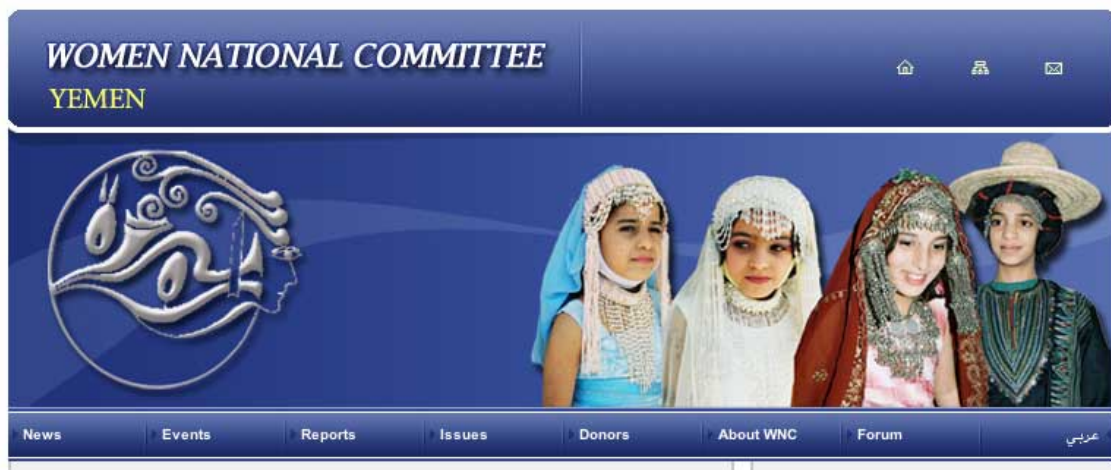 WOMEN NATIONAL COMMITTEE
YEMEN
News Events Reports Issues Donors About WNC Forum عربي